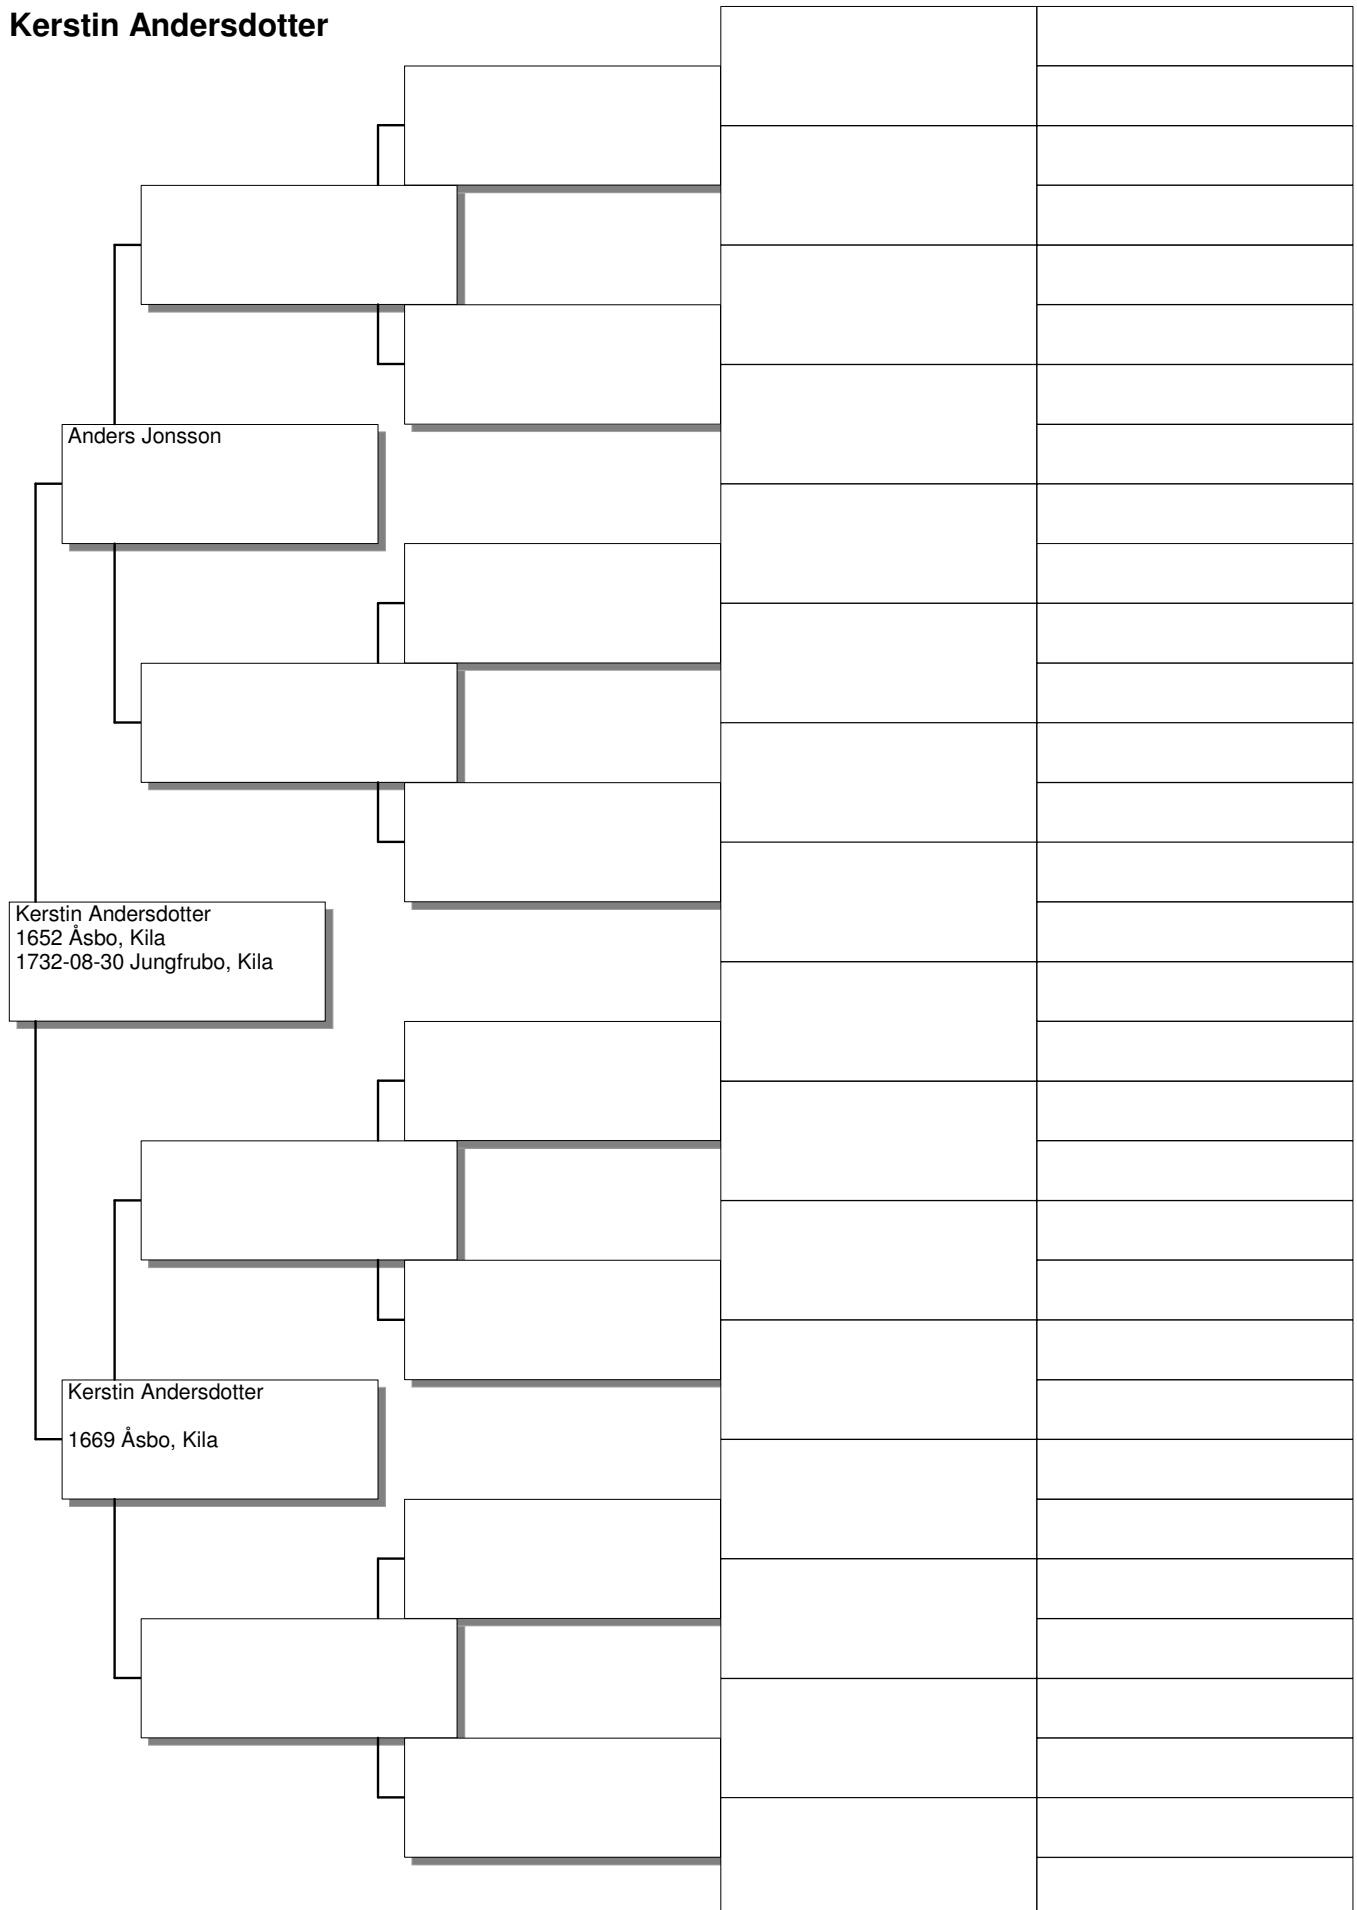 Kerstin Andersdotter
Anders Jonsson
Kerstin Andersdotter
1652 Åsbo, Kila
1732-08-30 Jungfrubo, Kila
Kerstin Andersdotter
1669 Åsbo, Kila